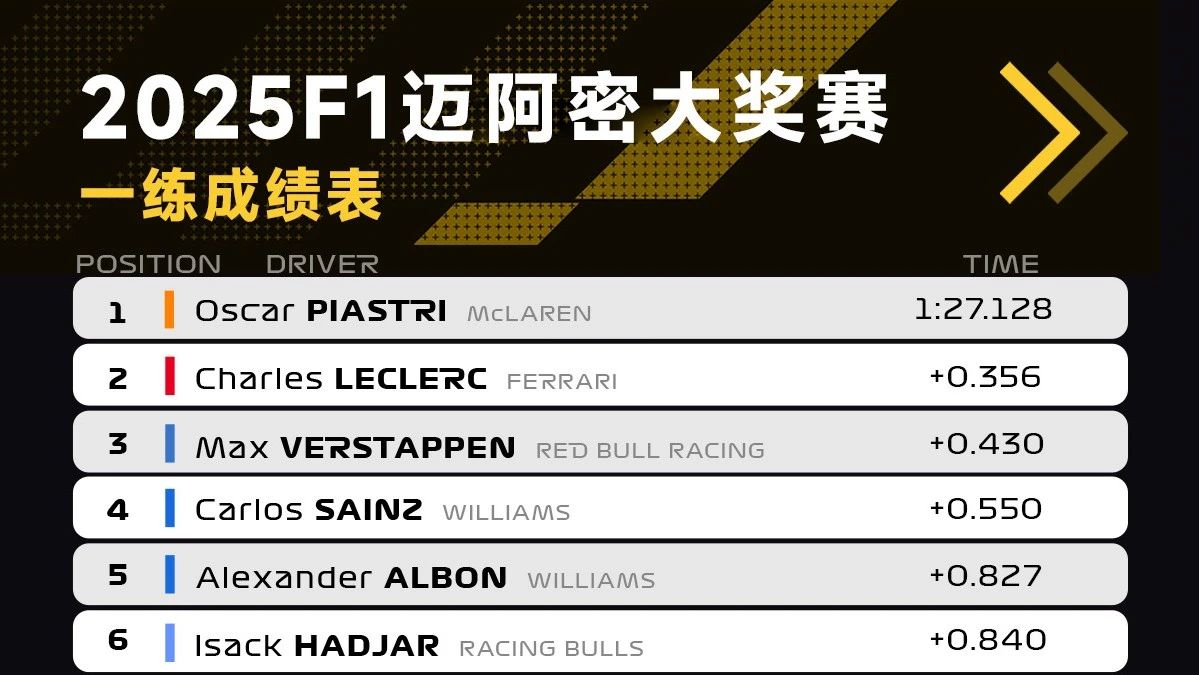 2025F1迈阿密大奖赛
一练成绩表
POSITION DRIVER TIME
1 Oscar PIASTRI McLAREN 1:27.128
2 Charles LECLERC FERRARI +0.356
3 Max VERSTAPPEN RED BULL RACING +0.430
4 Carlos SAINZ WILLIAMS +0.550
5 Alexander ALBON WILLIAMS +0.827
6 Isack HADJAR RACING BULLS +0.840